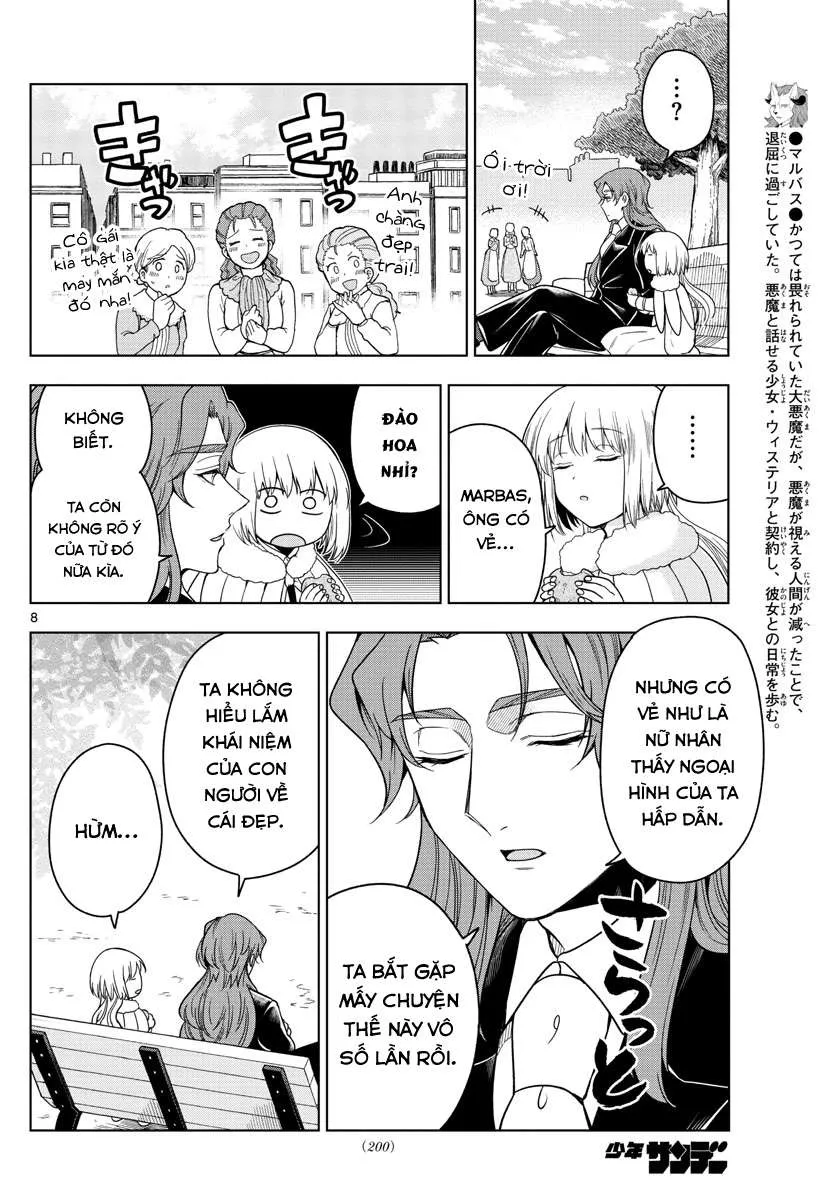 …?
Ôi trời
ơi!
きゃっ
きゃっ
Anh
chàng
đẹp
trai!
Cô gái
kia thật là
may mắn
đó nha!
●マルバス●かつては畏れられていた大悪魔だが、悪魔が視える人間が減ったことで、
退屈に過ごしていた。悪魔と話せる少女・ウィステリアと契約し、彼女との日常を歩む。
……
MARBAS,
ÔNG CÓ
VẺ...
ĐÀO
HOA
NHỈ?
KHÔNG
BIẾT.
TA CÒN
KHÔNG RÕ Ý
CỦA TỪ ĐÓ
NỮA KÌA.
8
NHƯNG CÓ
VẺ NHƯ LÀ
NỮ NHÂN
THẤY NGOẠI
HÌNH CỦA TA
HẤP DẪN.
さらっと
TA BẮT GẶP
MẤY CHUYỆN
THẾ NÀY VÔ
SỐ LẦN RỒI.
TA KHÔNG
HIỂU LẮM
KHÁI NIỆM
CỦA CON
NGƯỜI VỀ
CÁI ĐẸP.
HỪM...
(200)
少年サンデー